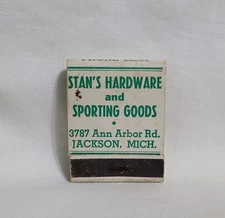 STAN'S HARDWARE
and
SPORTING GOODS
•
3787 Ann Arbor Rd.
JACKSON, MICH.